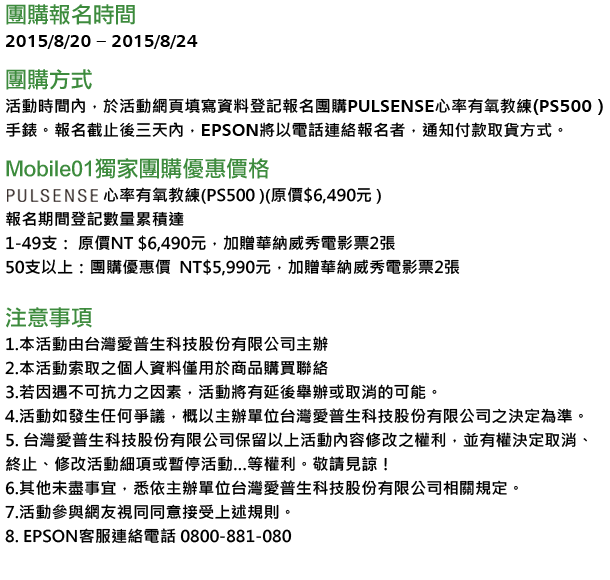 團購報名時間
2015/8/20 – 2015/8/24
團購方式
活動時間內，於活動網頁填寫資料登記報名團購PULSENSE心率有氧教練(PS500 )
手錶。報名截止後三天內，EPSON將以電話連絡報名者，通知付款取貨方式。
Mobile01獨家團購優惠價格
PULSENSE 心率有氧教練(PS500 )(原價$6,490元 )
報名期間登記數量累積達
1-49支： 原價NT $6,490元，加贈華納威秀電影票2張
50支以上：團購優惠價 NT$5,990元，加贈華納威秀電影票2張
注意事項
1.本活動由台灣愛普生科技股份有限公司主辦
2.本活動索取之個人資料僅用於商品購買聯絡
3.若因遇不可抗力之因素，活動將有延後舉辦或取消的可能。
4.活動如發生任何爭議，概以主辦單位台灣愛普生科技股份有限公司之決定為準。
5. 台灣愛普生科技股份有限公司保留以上活動內容修改之權利，並有權決定取消、
終止、修改活動細項或暫停活動...等權利。敬請見諒！
6.其他未盡事宜，悉依主辦單位台灣愛普生科技股份有限公司相關規定。
7.活動參與網友視同同意接受上述規則。
8. EPSON客服連絡電話 0800-881-080